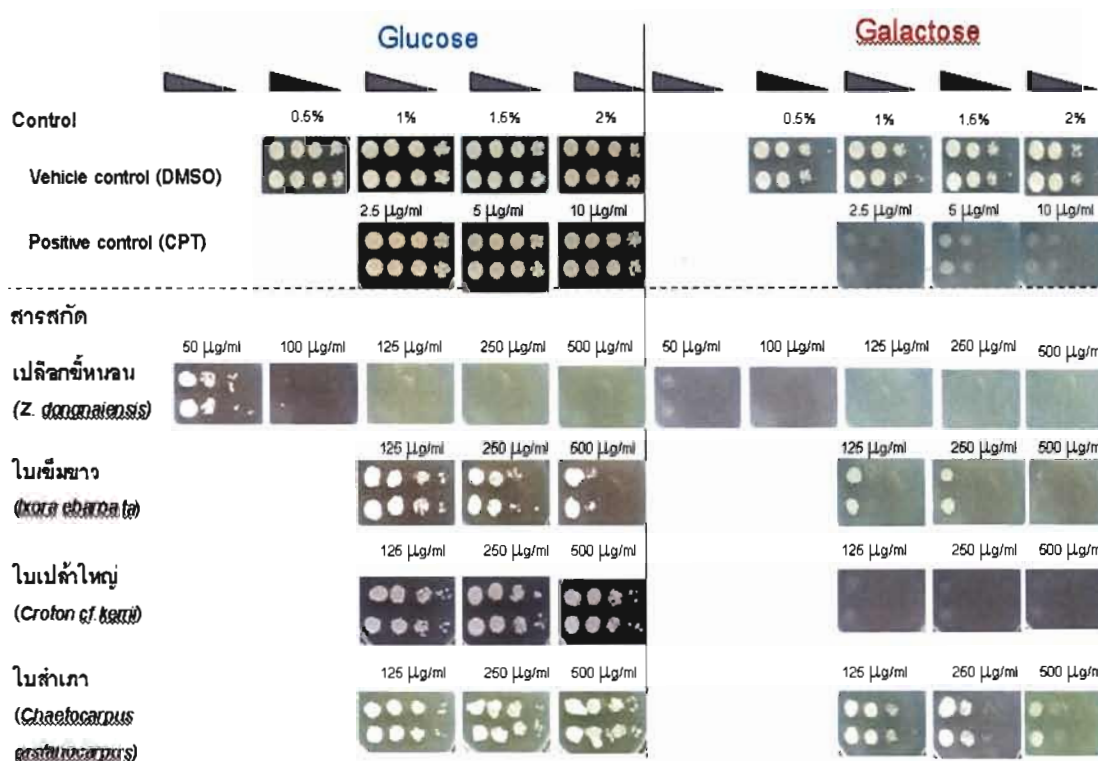 Glucose Galactose
Control 0.5% 1% 1.5% 2% 0.5% 1% 1.5% 2%
Vehicle control (DMSO)
2.5 µg/ml 5 µg/ml 10 µg/ml 2.5 µg/ml 5 µg/ml 10 µg/ml
Positive control (CPT)
สารสกัด
50 µg/ml 100 µg/ml 125 µg/ml 250 µg/ml 500 µg/ml 50 µg/ml 100 µg/ml 125 µg/ml 250 µg/ml 500 µg/ml
เปลือกขี้หนอน
(Z. dongnaiensis)
125 µg/ml 250 µg/ml 500 µg/ml 125 µg/ml 250 µg/ml 500 µg/m
ใบเข็มขาว
(Ixora
125 µg/ml 250 µg/ml 500 µg/ml 125 µg/ml 250 µg/ml 500 µg/m
ใบเปล้าใหญ่
(Croton cf. kerrii)
125 µg/ml 250 µg/ml 500 µg/ml 125 µg/ml 250 µg/ml 500 µg/m
ใบสำเภา
(Chaetocarpus
castanocarpus)